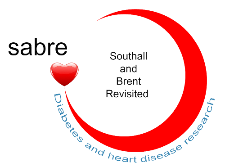 sabre
Southall
and
Brent
Revisited
Diabetes and heart disease research